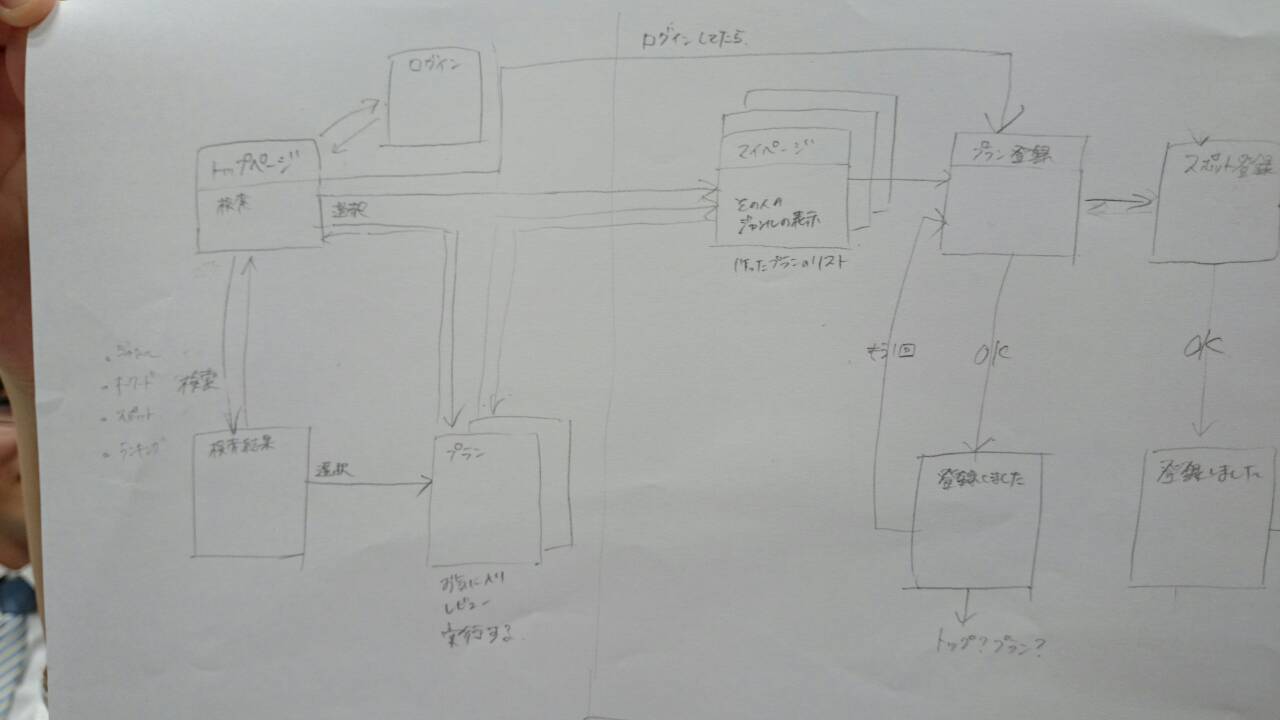 ログインしてたら
ログイン
トップページ
検索
選択
マイページ
その人の
ジャンルの表示
作ったプランのリスト
プラン登録
スポット登録
もう1回
OK
OK
・ジャンル
・キーワード
・スポット
・ランキング
検索
検索結果
選択
プラン
お気に入り
レビュー
実行する
登録しました
登録しました
トップ?プラン?